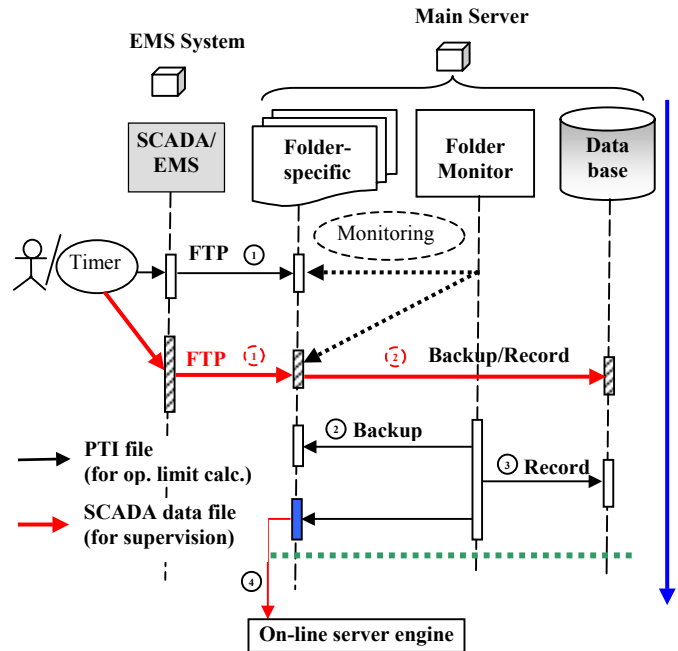 Main Server
EMS System
SCADA/
EMS
Folder-
specific
Folder
Monitor
Data
base
Monitoring
Timer
FTP 1
FTP 1
2 Backup/Record
2 Backup
3 Record
PTI file
(for op. limit calc.)
SCADA data file
(for supervision)
4
On-line server engine